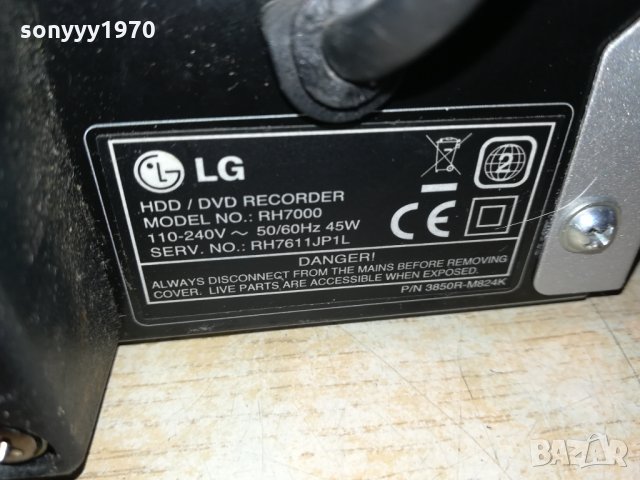 sonyyy1970
LG
HDD / DVD RECORDER
MODEL NO.: RH7000
110-240V ~ 50/60Hz 45W
SERV. NO.: RH7611JP1L
2
CE
DANGER!
ALWAYS DISCONNECT FROM THE MAINS BEFORE REMOVING
COVER. LIVE PARTS ARE ACCESSIBLE WHEN EXPOSED.
P/N 3850R-M824K
BAZAR